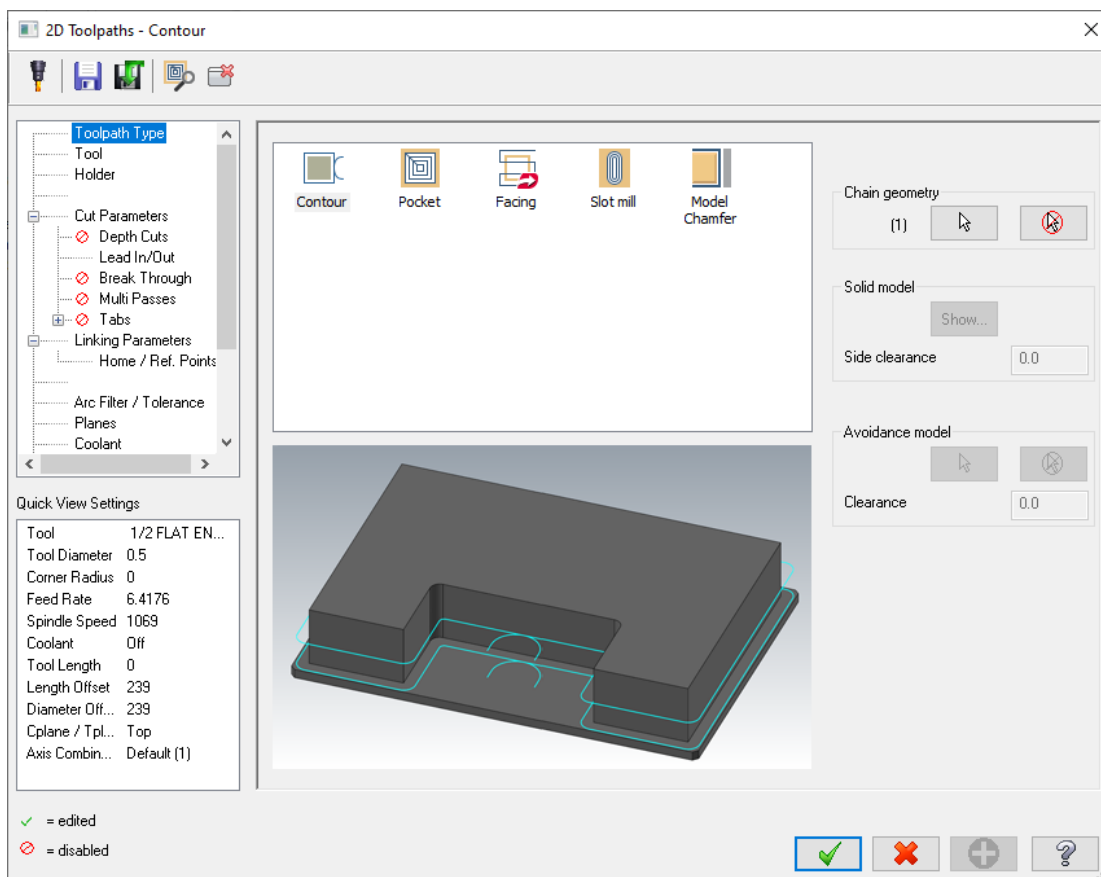 2D Toolpaths - Contour
Toolpath Type
Tool
Holder
Cut Parameters
Depth Cuts
Lead In/Out
Break Through
Multi Passes
Tabs
Linking Parameters
Home / Ref. Points
Arc Filter / Tolerance
Planes
Coolant
Quick View Settings
Tool 1/2 FLAT EN...
Tool Diameter 0.5
Corner Radius 0
Feed Rate 6.4176
Spindle Speed 1069
Coolant Off
Tool Length 0
Length Offset 239
Diameter Off... 239
Cplane / Tpl... Top
Axis Combin... Default (1)
= edited
= disabled
Contour
Pocket
Facing
Slot mill
Model
Chamfer
Chain geometry
(1)
Solid model
Show...
Side clearance 0.0
Avoidance model
Clearance 0.0